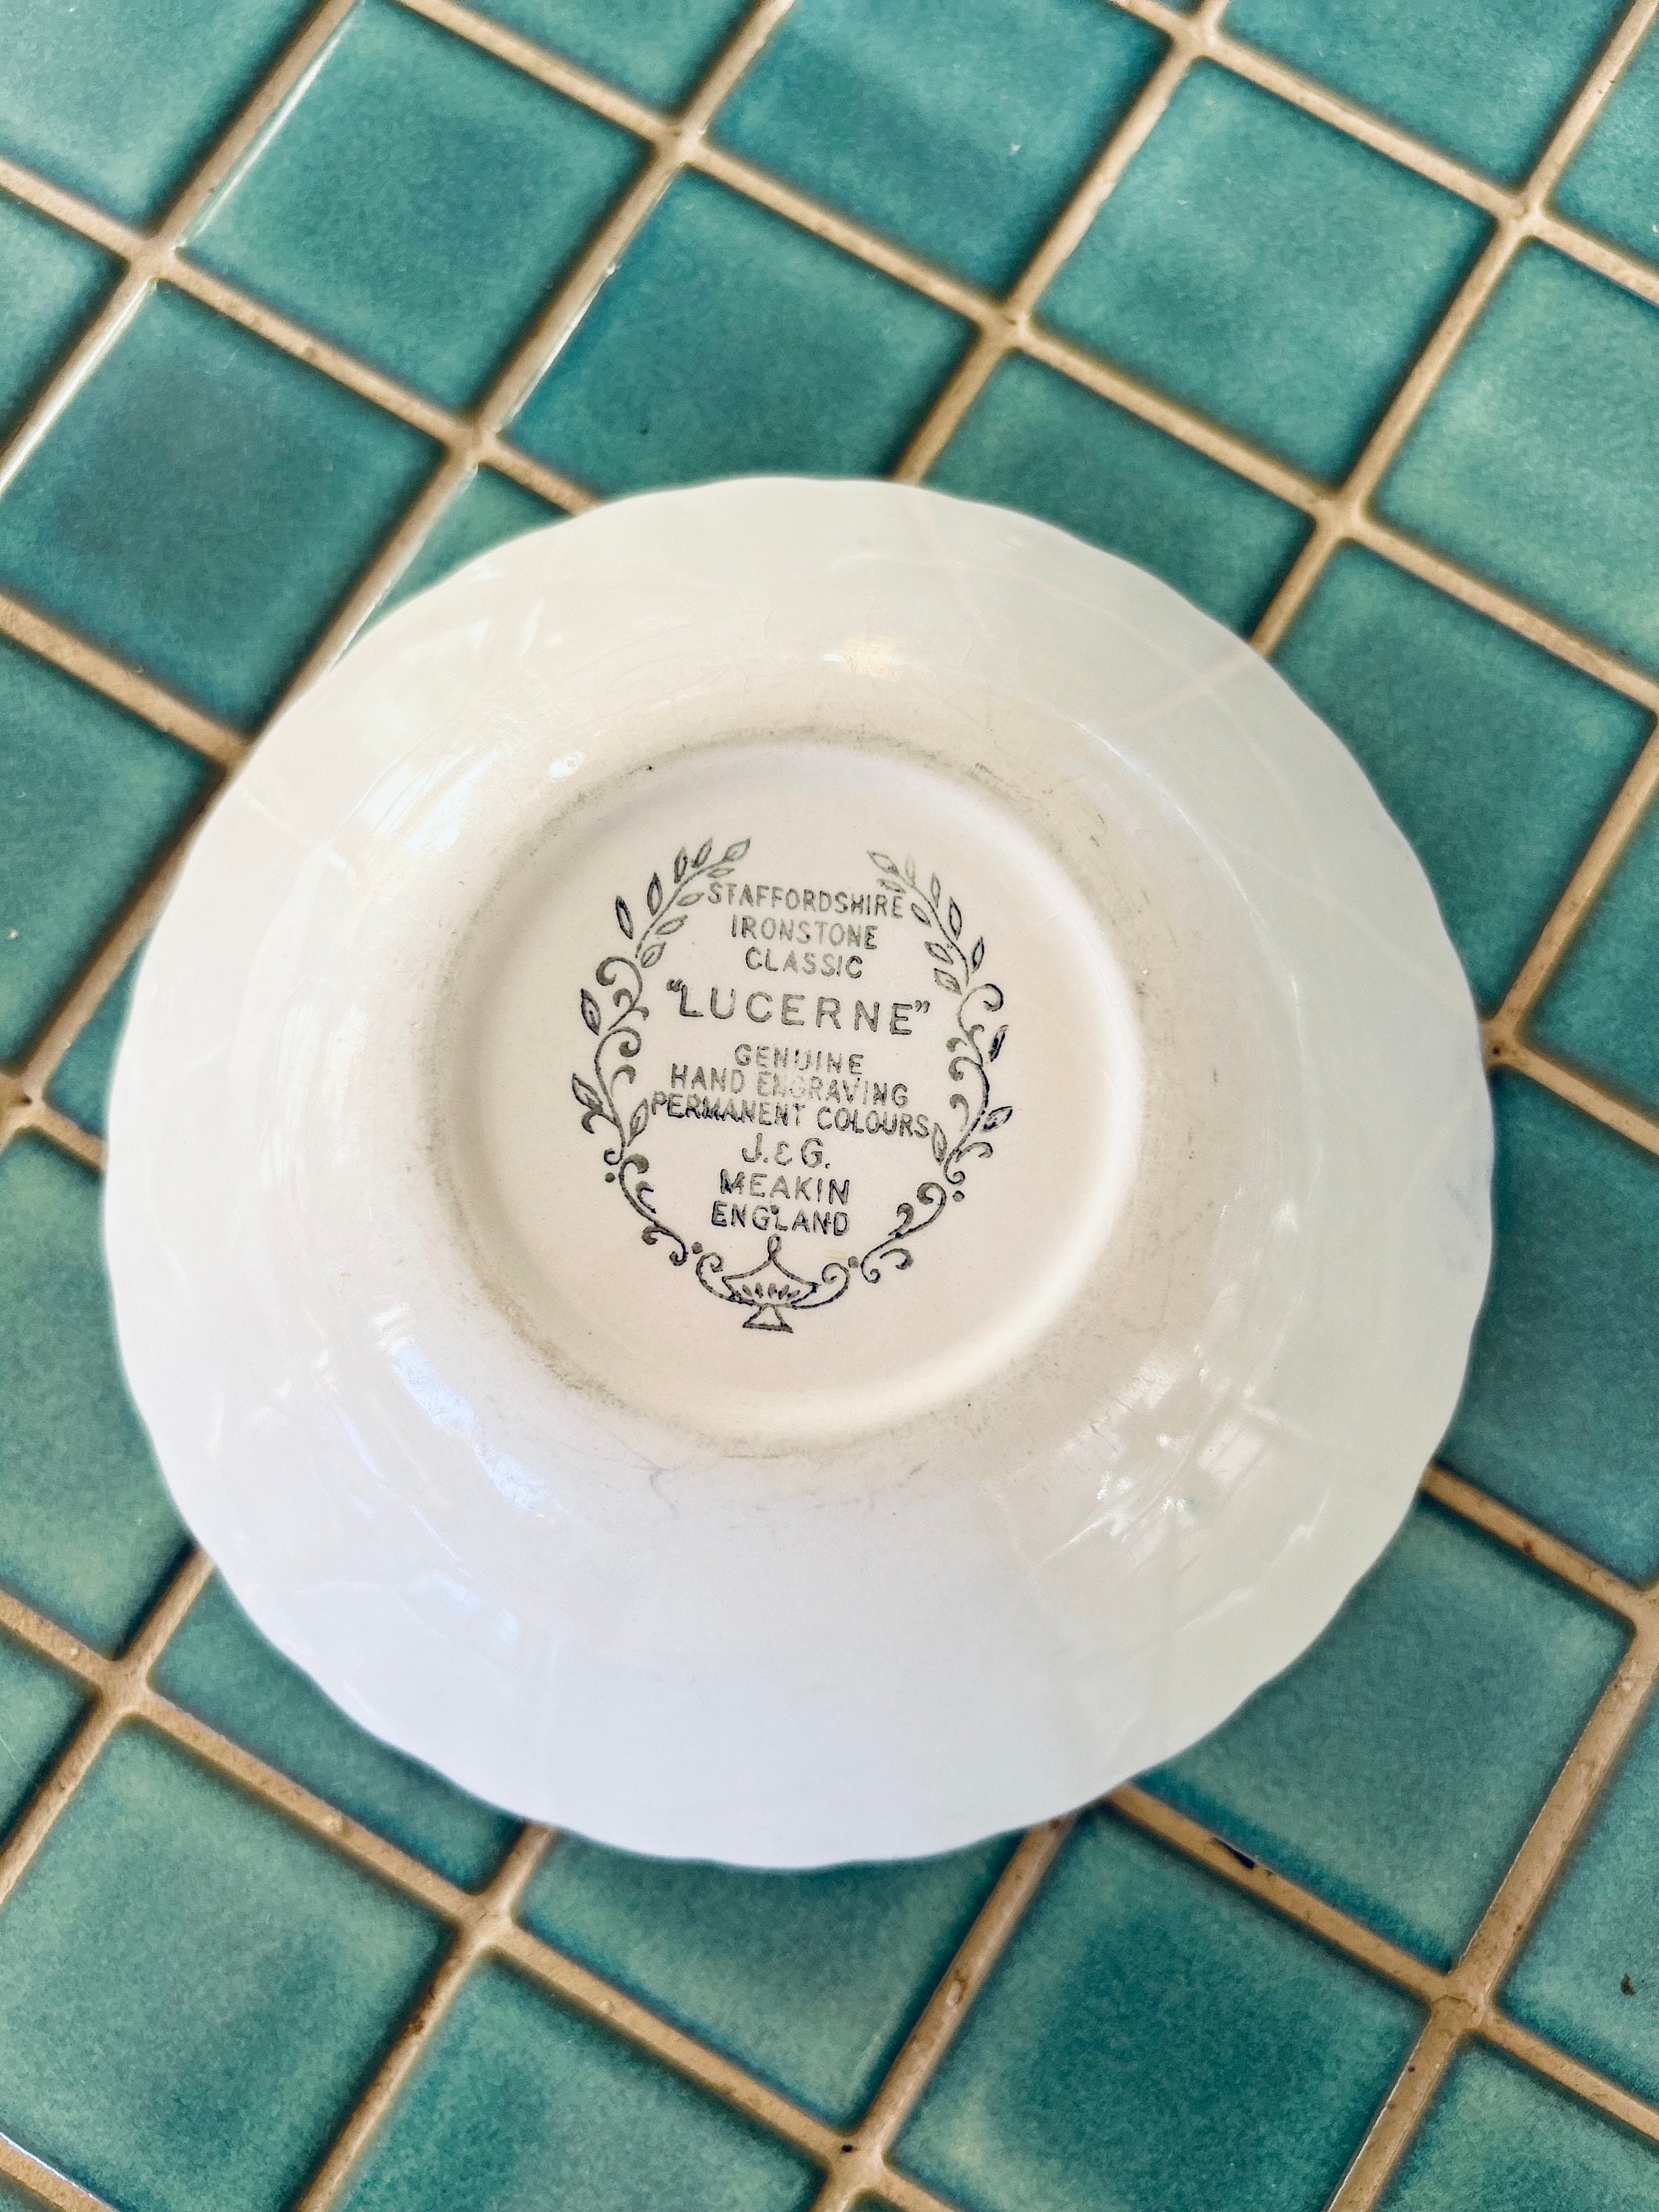 STAFFORDSHIRE
IRONSTONE
CLASSIC
"LUCERNE"
GENUINE
HAND ENGRAVING
PERMANENT COLOURS
J. & G.
MEAKIN
ENGLAND